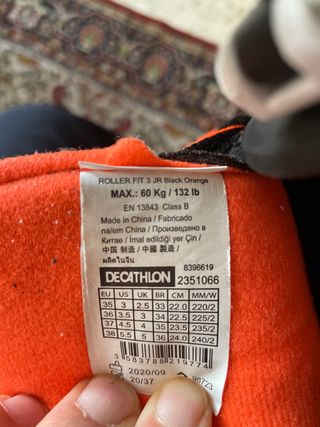 ROLLER FIT 3 JR Black Orange
MAX.: 60 Kg / 132 lb
EN 13843 Class B
Made in China / Fabricado
na/em China / Произведено в
Китае / İmal edildiği yer Çin /
中国 制造 / 中國 製造 /
ผลิตในจีน
8396619
DECATHLON 2351066
EU US UK BR CM MM/W
35 3 2.5 33 22.0 220/2
36 3.5 3 34 22.5 225/2
37 4.5 4 35 23.5 235/2
38 5.5 5 36 24.0 240/2
3583788219774
2020/09
20/37
98723